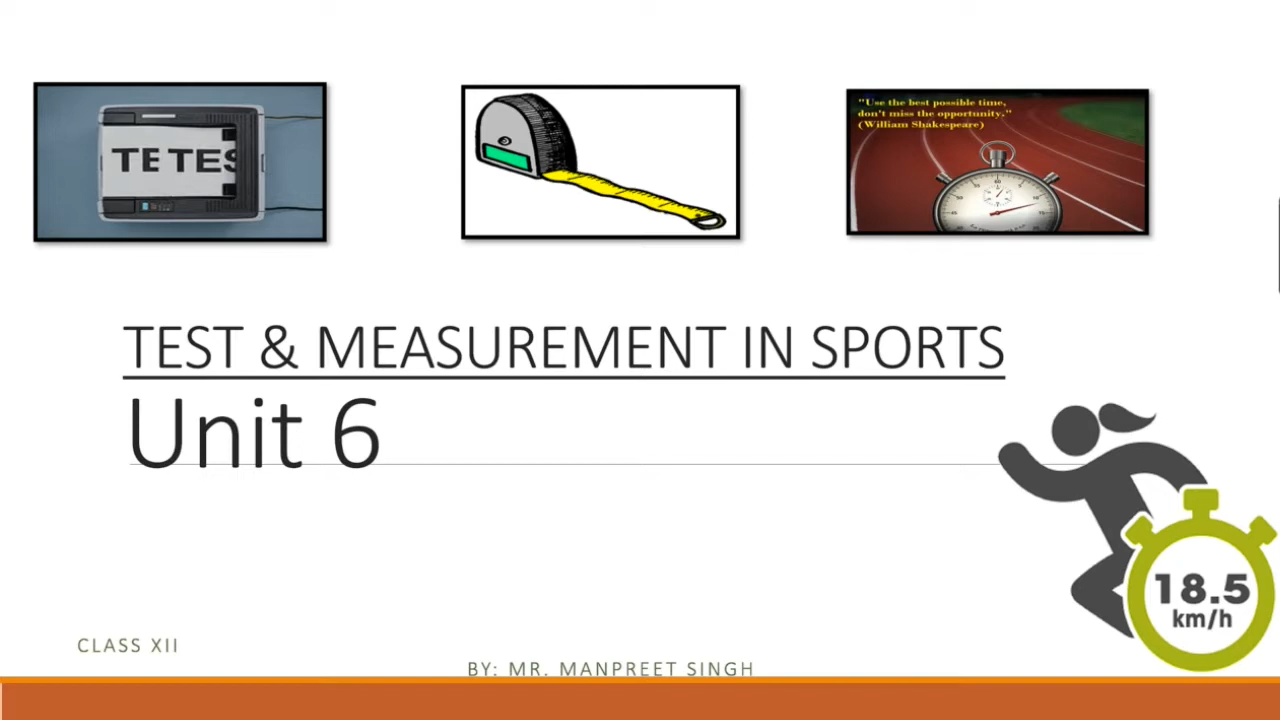 TE TES
"Use the best possible time,
don't miss the opportunity."
(William Shakespeare)
TEST & MEASUREMENT IN SPORTS
Unit 6
18.5
km/h
CLASS XII
BY: MR. MANPREET SINGH